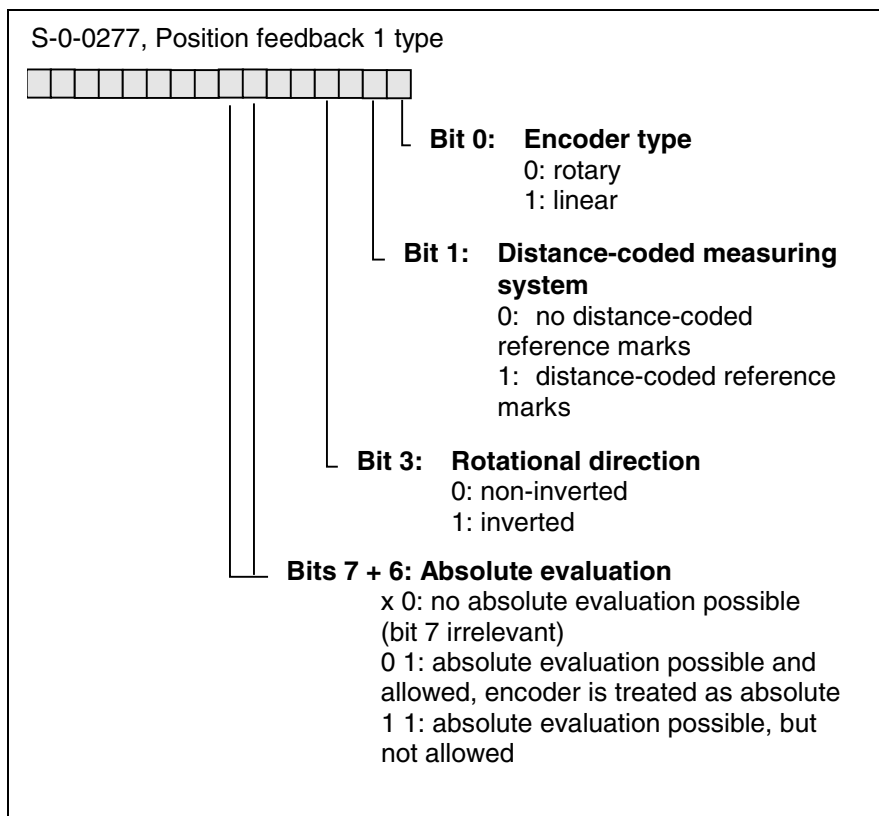 S-0-0277, Position feedback 1 type
Bit 0: Encoder type
0: rotary
1: linear
Bit 1: Distance-coded measuring
system
0: no distance-coded
reference marks
1: distance-coded reference
marks
Bit 3: Rotational direction
0: non-inverted
1: inverted
Bits 7 + 6: Absolute evaluation
x 0: no absolute evaluation possible
(bit 7 irrelevant)
0 1: absolute evaluation possible and
allowed, encoder is treated as absolute
1 1: absolute evaluation possible, but
not allowed